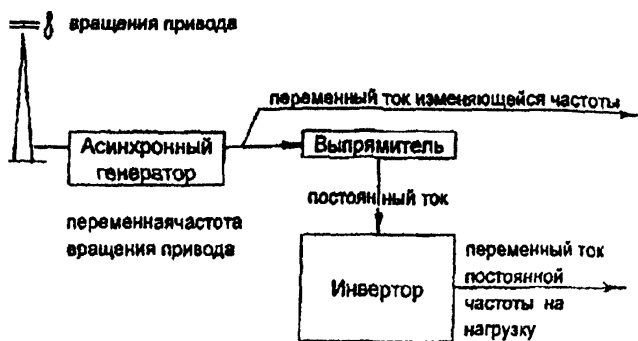 вращения привода
переменный ток изменяющейся частоты
Асинхронный
генератор
Выпрямитель
постоянный ток
переменнаячастота
вращения привода
Инвертор
переменный ток
постоянной
частоты на
нагрузку